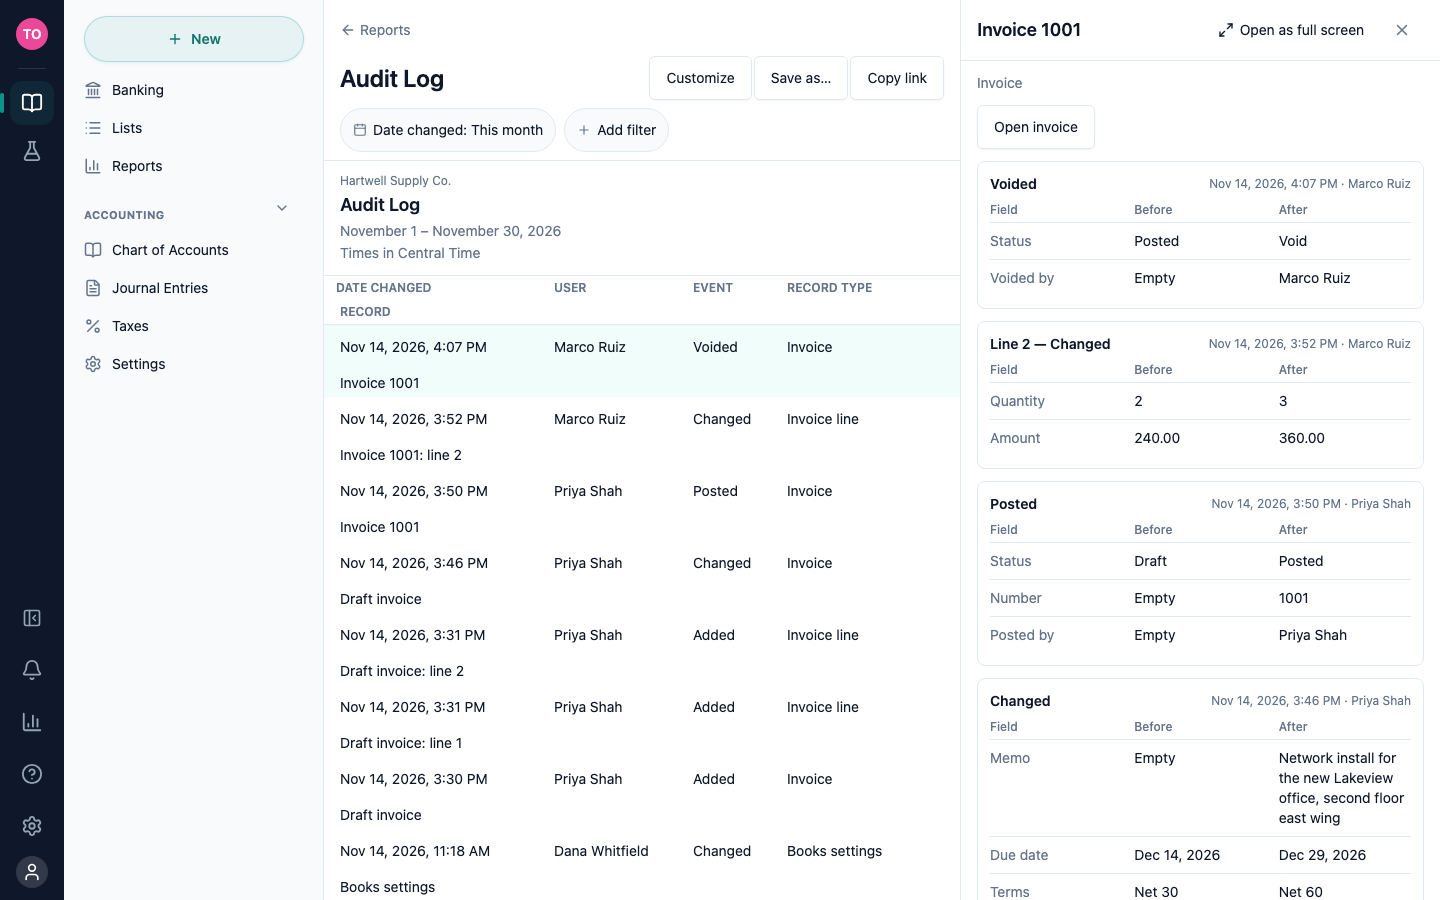 TO
New
Banking
Lists
Reports
ACCOUNTING
Chart of Accounts
Journal Entries
Taxes
Settings
Reports
Audit Log
Customize
Save as...
Copy link
Date changed: This month
Add filter
Hartwell Supply Co.
Audit Log
November 1 – November 30, 2026
Times in Central Time
DATE CHANGED USER EVENT RECORD TYPE
RECORD
Nov 14, 2026, 4:07 PM Marco Ruiz Voided Invoice
Invoice 1001
Nov 14, 2026, 3:52 PM Marco Ruiz Changed Invoice line
Invoice 1001: line 2
Nov 14, 2026, 3:50 PM Priya Shah Posted Invoice
Invoice 1001
Nov 14, 2026, 3:46 PM Priya Shah Changed Invoice
Draft invoice
Nov 14, 2026, 3:31 PM Priya Shah Added Invoice line
Draft invoice: line 2
Nov 14, 2026, 3:31 PM Priya Shah Added Invoice line
Draft invoice: line 1
Nov 14, 2026, 3:30 PM Priya Shah Added Invoice
Draft invoice
Nov 14, 2026, 11:18 AM Dana Whitfield Changed Books settings
Books settings
Invoice 1001
Open as full screen
Invoice
Open invoice
Voided Nov 14, 2026, 4:07 PM · Marco Ruiz
Field Before After
Status Posted Void
Voided by Empty Marco Ruiz
Line 2 — Changed Nov 14, 2026, 3:52 PM · Marco Ruiz
Field Before After
Quantity 2 3
Amount 240.00 360.00
Posted Nov 14, 2026, 3:50 PM · Priya Shah
Field Before After
Status Draft Posted
Number Empty 1001
Posted by Empty Priya Shah
Changed Nov 14, 2026, 3:46 PM · Priya Shah
Field Before After
Memo Empty Network install for
the new Lakeview
office, second floor
east wing
Due date Dec 14, 2026 Dec 29, 2026
Terms Net 30 Net 60